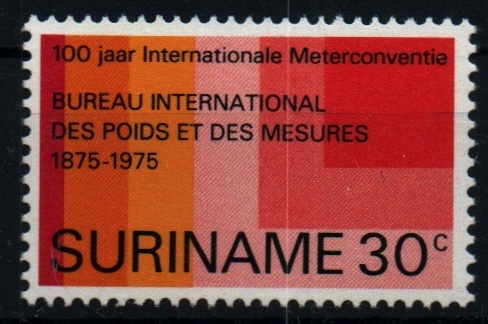 100 jaar Internationale Meterconventie
BUREAU INTERNATIONAL
DES POIDS ET DES MESURES
1875-1975
SURINAME 30c